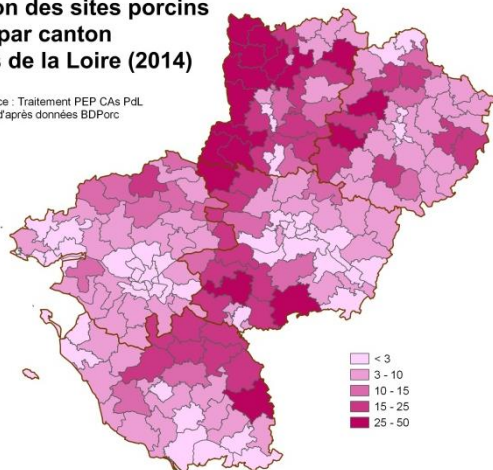 on des sites porcins
par canton
s de la Loire (2014)
ce : Traitement PEP CAs PdL
d'après données BDPorc
< 3
3 - 10
10 - 15
15 - 25
25 - 50